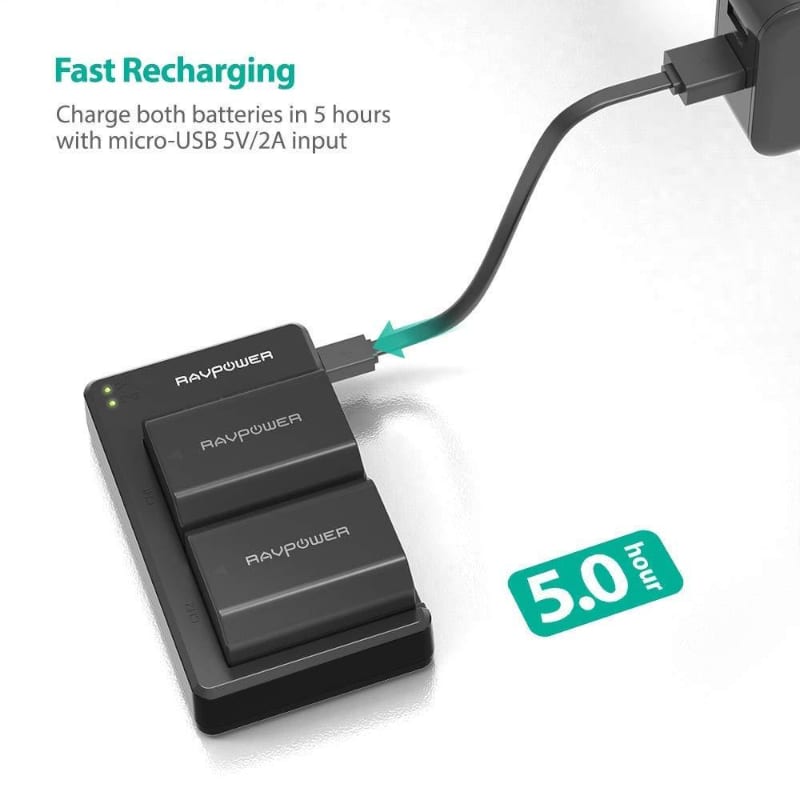 Fast Recharging
Charge both batteries in 5 hours
with micro-USB 5V/2A input
RAVPOWER
RAVPOWER
RAVPOWER
5.0 hour